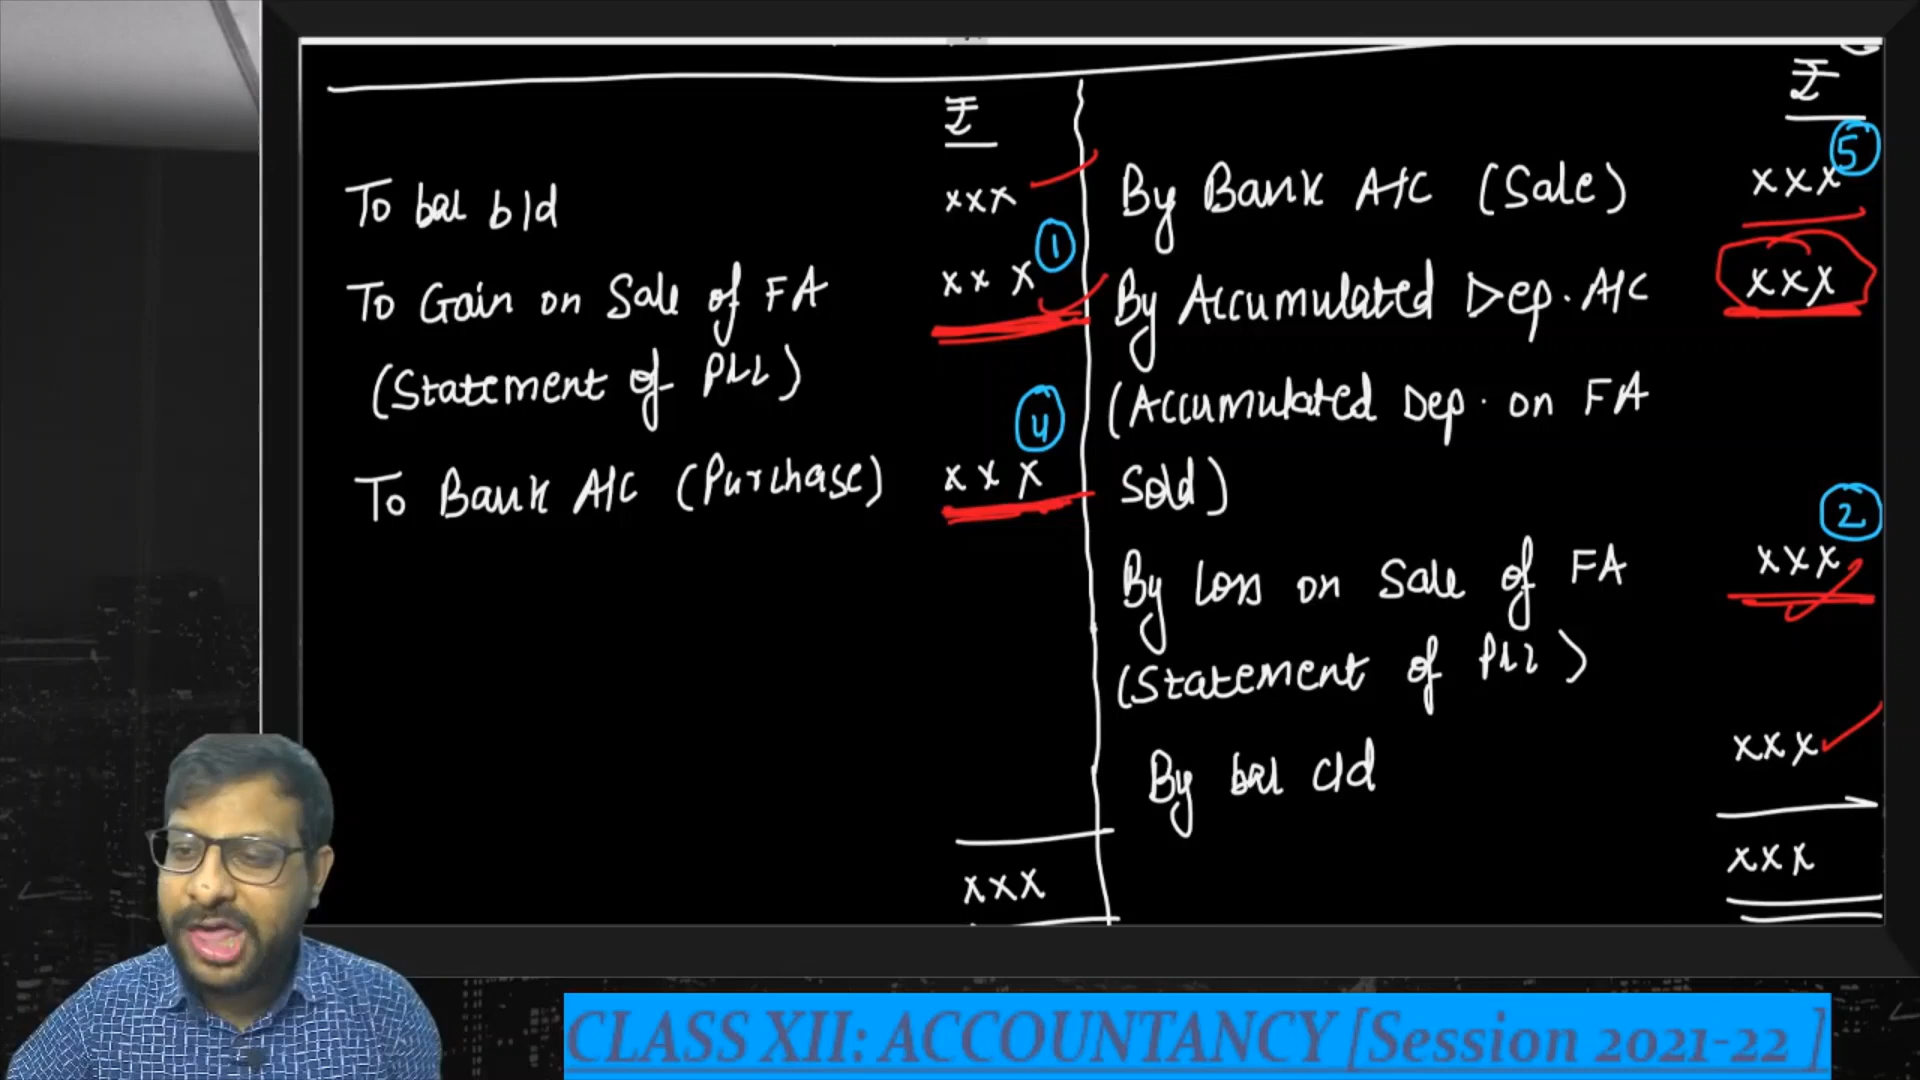 ₹
₹
To bal b/d xxx
By Bank A/C (Sale) xxx 5
To Gain on Sale of FA xxx 1
(Statement of P&L)
To Bank A/C (Purchase) xxx 4
By Accumulated Dep. A/C xxx
(Accumulated Dep. on FA
Sold)
By Loss on Sale of FA xxx 2
(Statement of P&L)
By bal c/d xxx
xxx
xxx
CLASS XII: ACCOUNTANCY [Session 2021-22 ]